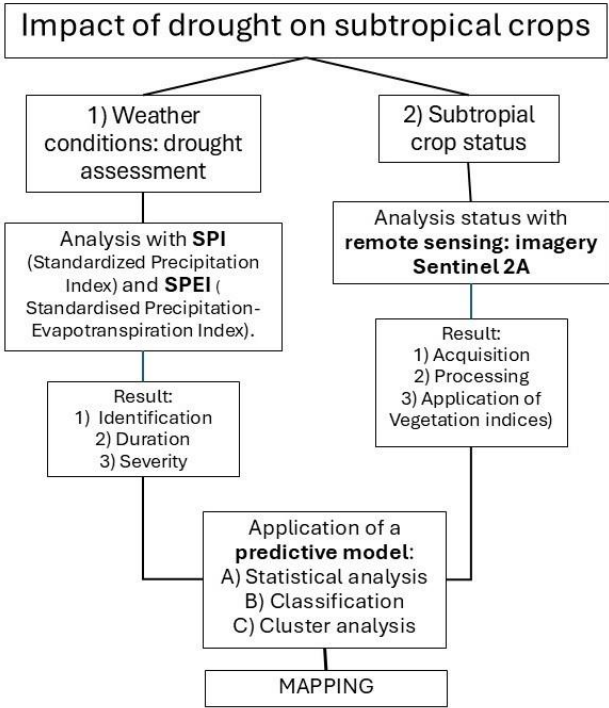 Impact of drought on subtropical crops
1) Weather
conditions: drought
assessment
2) Subtropial
crop status
Analysis with SPI
(Standardized Precipitation
Index) and SPEI (
Standardised Precipitation-
Evapotranspiration Index).
Analysis status with
remote sensing: imagery
Sentinel 2A
Result:
1) Identification
2) Duration
3) Severity
Result:
1) Acquisition
2) Processing
3) Application of
Vegetation indices)
Application of a
predictive model:
A) Statistical analysis
B) Classification
C) Cluster analysis
MAPPING